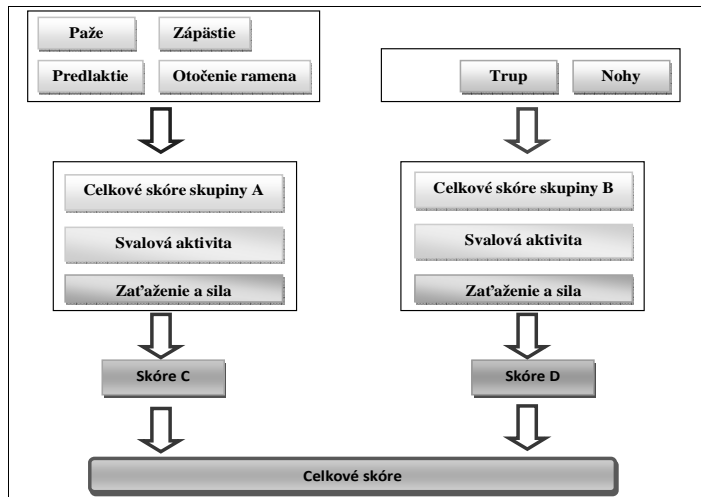 Paže
Zápästie
Predlaktie
Otočenie ramena
Trup
Nohy
Celkové skóre skupiny A
Svalová aktivita
Zaťaženie a sila
Celkové skóre skupiny B
Svalová aktivita
Zaťaženie a sila
Skóre C
Skóre D
Celkové skóre